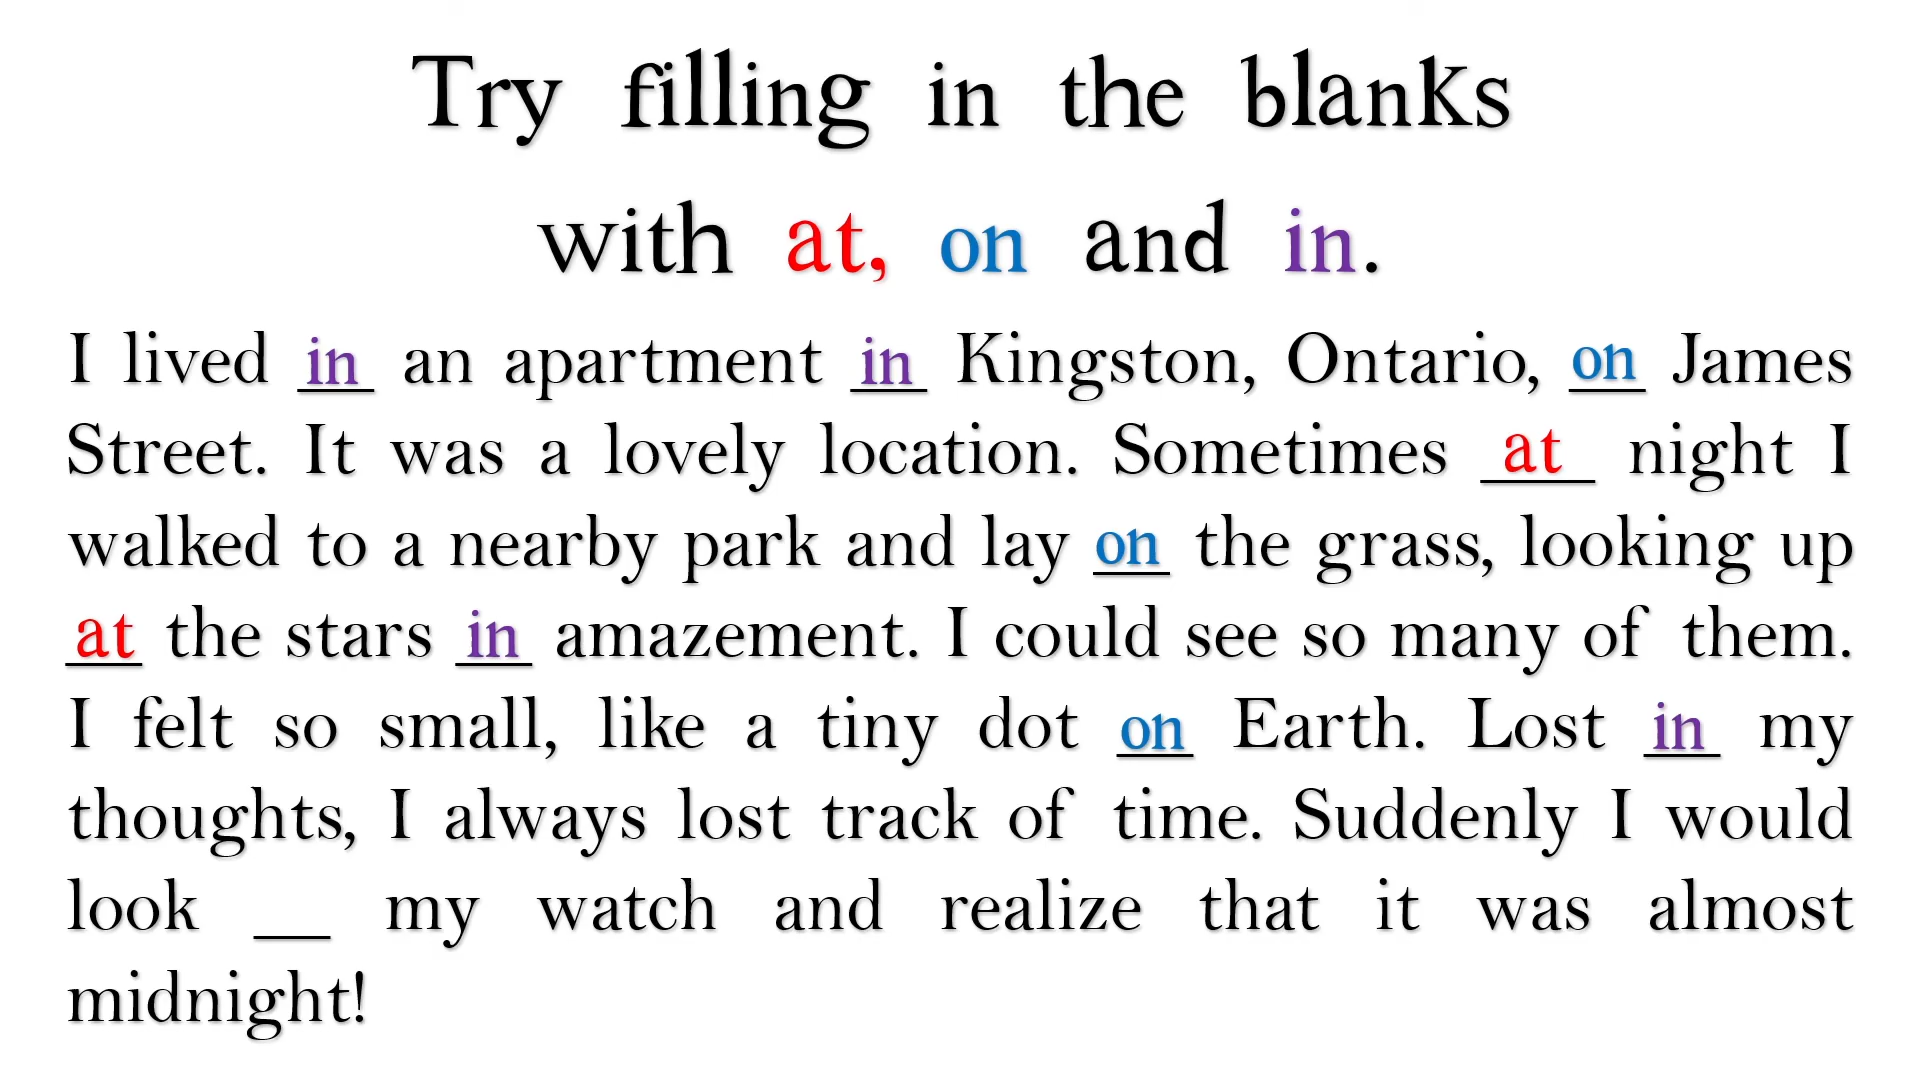 Try filling in the blanks
with at, on and in.
I lived in an apartment in Kingston, Ontario, on James
Street. It was a lovely location. Sometimes at night I
walked to a nearby park and lay on the grass, looking up
at the stars in amazement. I could see so many of them.
I felt so small, like a tiny dot on Earth. Lost in my
thoughts, I always lost track of time. Suddenly I would
look __ my watch and realize that it was almost
midnight!